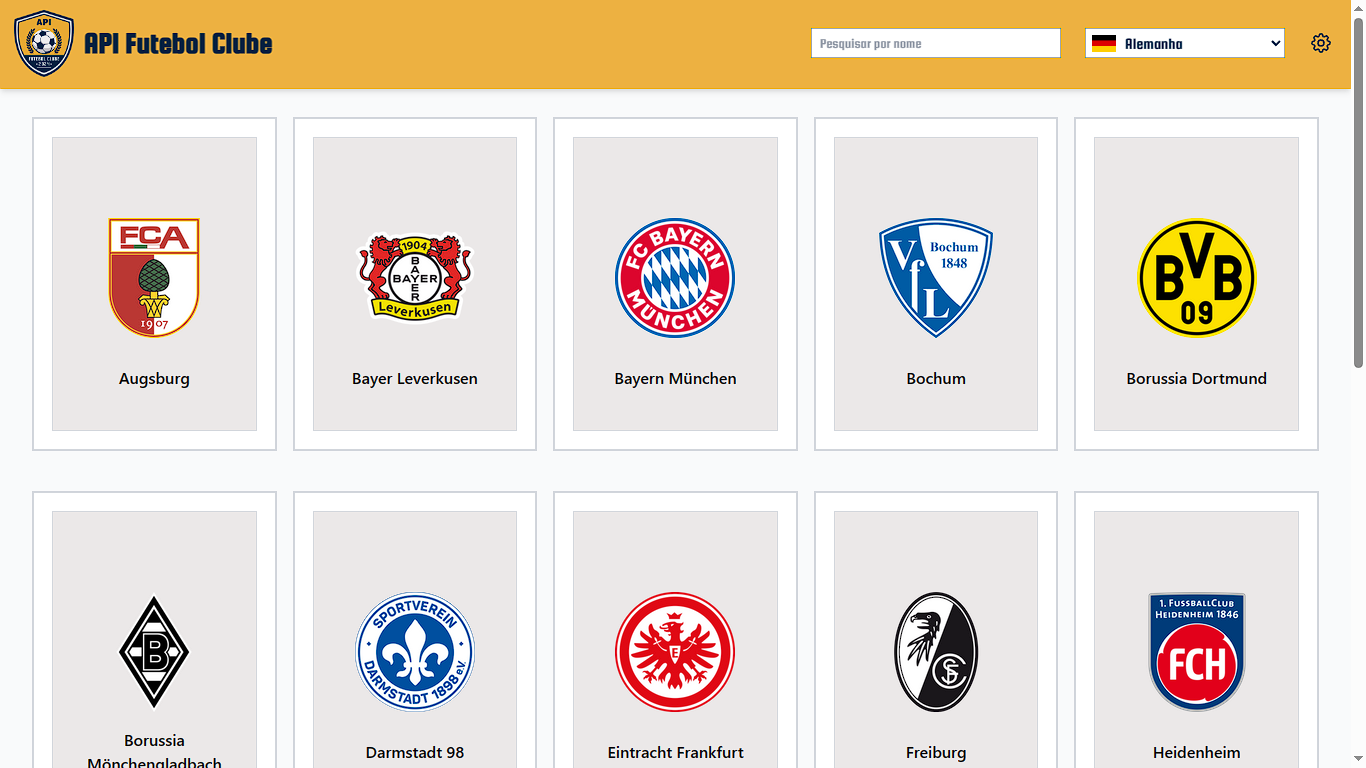 API
FUTEBOL CLUBE
API Futebol Clube
Pesquisar por nome
Alemanha
FCA
1907
1904
BAYER
BAYER
Leverkusen
FC BAYERN
MÜNCHEN
VfL
Bochum
1848
BVB
09
Augsburg
Bayer Leverkusen
Bayern München
Bochum
Borussia Dortmund
B
SPORTVEREIN
DARMSTADT 1898 e.V.
E
SC
F
1. FUSSBALLCLUB
HEIDENHEIM 1846
FCH
Borussia
Mönchengladbach
Darmstadt 98
Eintracht Frankfurt
Freiburg
Heidenheim